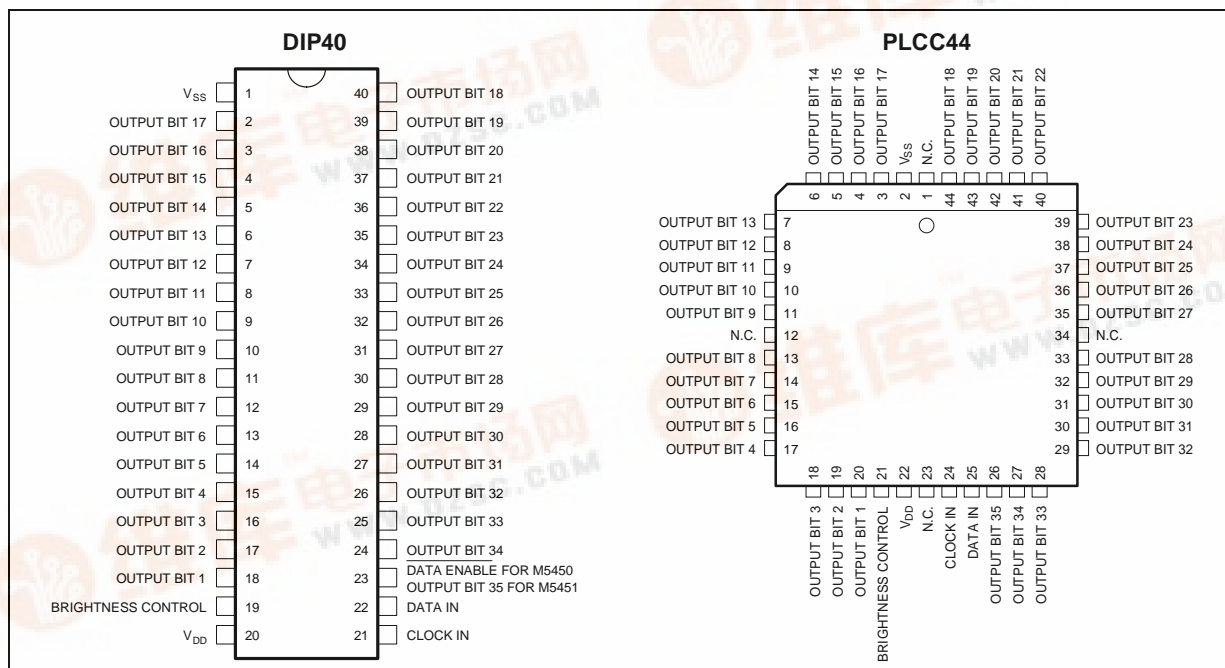 DIP40
V_SS 1 40 OUTPUT BIT 18
OUTPUT BIT 17 2 39 OUTPUT BIT 19
OUTPUT BIT 16 3 38 OUTPUT BIT 20
OUTPUT BIT 15 4 37 OUTPUT BIT 21
OUTPUT BIT 14 5 36 OUTPUT BIT 22
OUTPUT BIT 13 6 35 OUTPUT BIT 23
OUTPUT BIT 12 7 34 OUTPUT BIT 24
OUTPUT BIT 11 8 33 OUTPUT BIT 25
OUTPUT BIT 10 9 32 OUTPUT BIT 26
OUTPUT BIT 9 10 31 OUTPUT BIT 27
OUTPUT BIT 8 11 30 OUTPUT BIT 28
OUTPUT BIT 7 12 29 OUTPUT BIT 29
OUTPUT BIT 6 13 28 OUTPUT BIT 30
OUTPUT BIT 5 14 27 OUTPUT BIT 31
OUTPUT BIT 4 15 26 OUTPUT BIT 32
OUTPUT BIT 3 16 25 OUTPUT BIT 33
OUTPUT BIT 2 17 24 OUTPUT BIT 34
OUTPUT BIT 1 18 23 DATA ENABLE FOR M5450
OUTPUT BIT 35 FOR M5451
BRIGHTNESS CONTROL 19 22 DATA IN
V_DD 20 21 CLOCK IN
PLCC44
OUTPUT BIT 14
OUTPUT BIT 15
OUTPUT BIT 16
OUTPUT BIT 17
V_SS
N.C.
OUTPUT BIT 18
OUTPUT BIT 19
OUTPUT BIT 20
OUTPUT BIT 21
OUTPUT BIT 22
6 5 4 3 2 1 44 43 42 41 40
OUTPUT BIT 13 7 39 OUTPUT BIT 23
OUTPUT BIT 12 8 38 OUTPUT BIT 24
OUTPUT BIT 11 9 37 OUTPUT BIT 25
OUTPUT BIT 10 10 36 OUTPUT BIT 26
OUTPUT BIT 9 11 35 OUTPUT BIT 27
N.C. 12 34 N.C.
OUTPUT BIT 8 13 33 OUTPUT BIT 28
OUTPUT BIT 7 14 32 OUTPUT BIT 29
OUTPUT BIT 6 15 31 OUTPUT BIT 30
OUTPUT BIT 5 16 30 OUTPUT BIT 31
OUTPUT BIT 4 17 29 OUTPUT BIT 32
18 19 20 21 22 23 24 25 26 27 28
OUTPUT BIT 3
OUTPUT BIT 2
OUTPUT BIT 1
BRIGHTNESS CONTROL
V_DD
N.C.
CLOCK IN
DATA IN
OUTPUT BIT 35
OUTPUT BIT 34
OUTPUT BIT 33
维库电子市场网
WWW.DZSC.COM